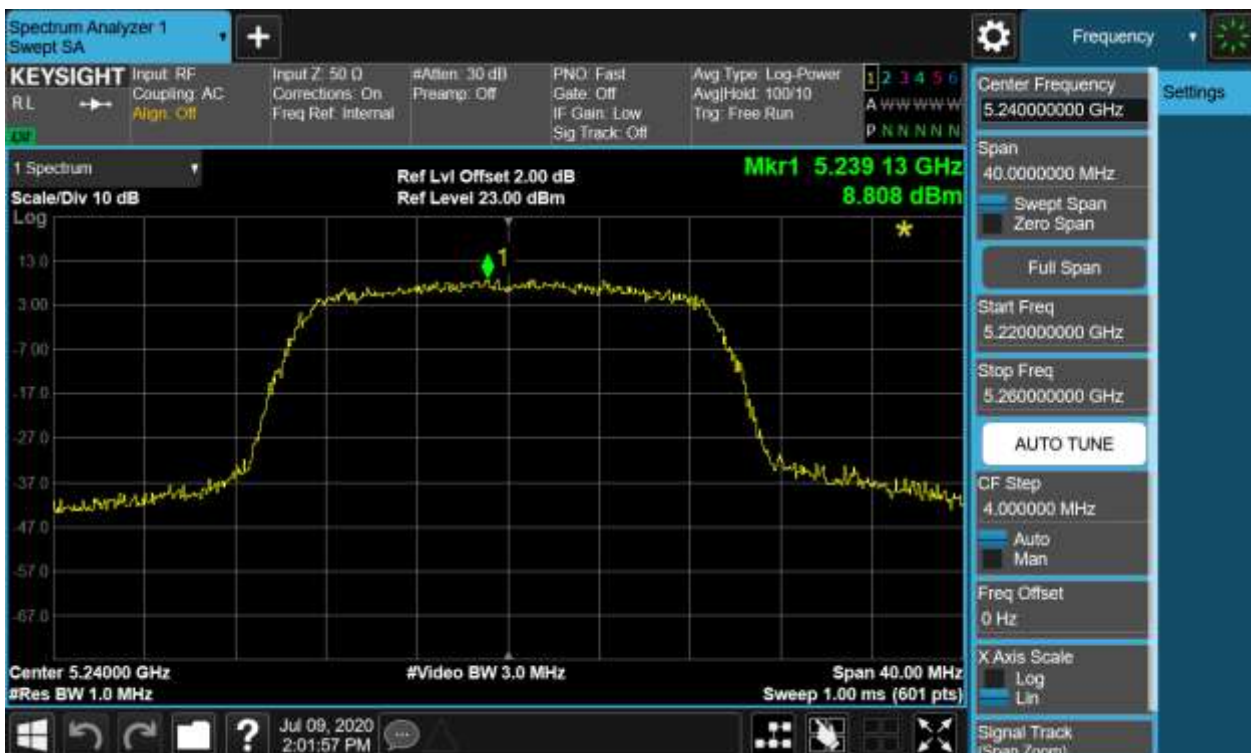 Spectrum Analyzer 1
Swept SA
Frequency
KEYSIGHT
RL
Input: RF
Coupling: AC
Align: Off
Input Z: 50 Ω
Corrections: On
Freq Ref: Internal
#Atten: 30 dB
Preamp: Off
PNO: Fast
Gate: Off
IF Gain: Low
Sig Track: Off
Avg Type: Log-Power
Avg|Hold: 100/10
Trig: Free Run
1 2 3 4 5 6
A W W W W W
P N N N N N
1 Spectrum
Scale/Div 10 dB
Log
Ref Lvl Offset 2.00 dB
Ref Level 23.00 dBm
Mkr1 5.239 13 GHz
8.808 dBm
1
13.0
3.00
-7.00
-17.0
-27.0
-37.0
-47.0
-57.0
-67.0
Center 5.24000 GHz
#Res BW 1.0 MHz
#Video BW 3.0 MHz
Span 40.00 MHz
Sweep 1.00 ms (601 pts)
Jul 09, 2020
2:01:57 PM
Center Frequency
5.240000000 GHz
Settings
Span
40.0000000 MHz
Swept Span
Zero Span
Full Span
Start Freq
5.220000000 GHz
Stop Freq
5.260000000 GHz
AUTO TUNE
CF Step
4.000000 MHz
Auto
Man
Freq Offset
0 Hz
X Axis Scale
Log
Lin
Signal Track
(Span Zoom)